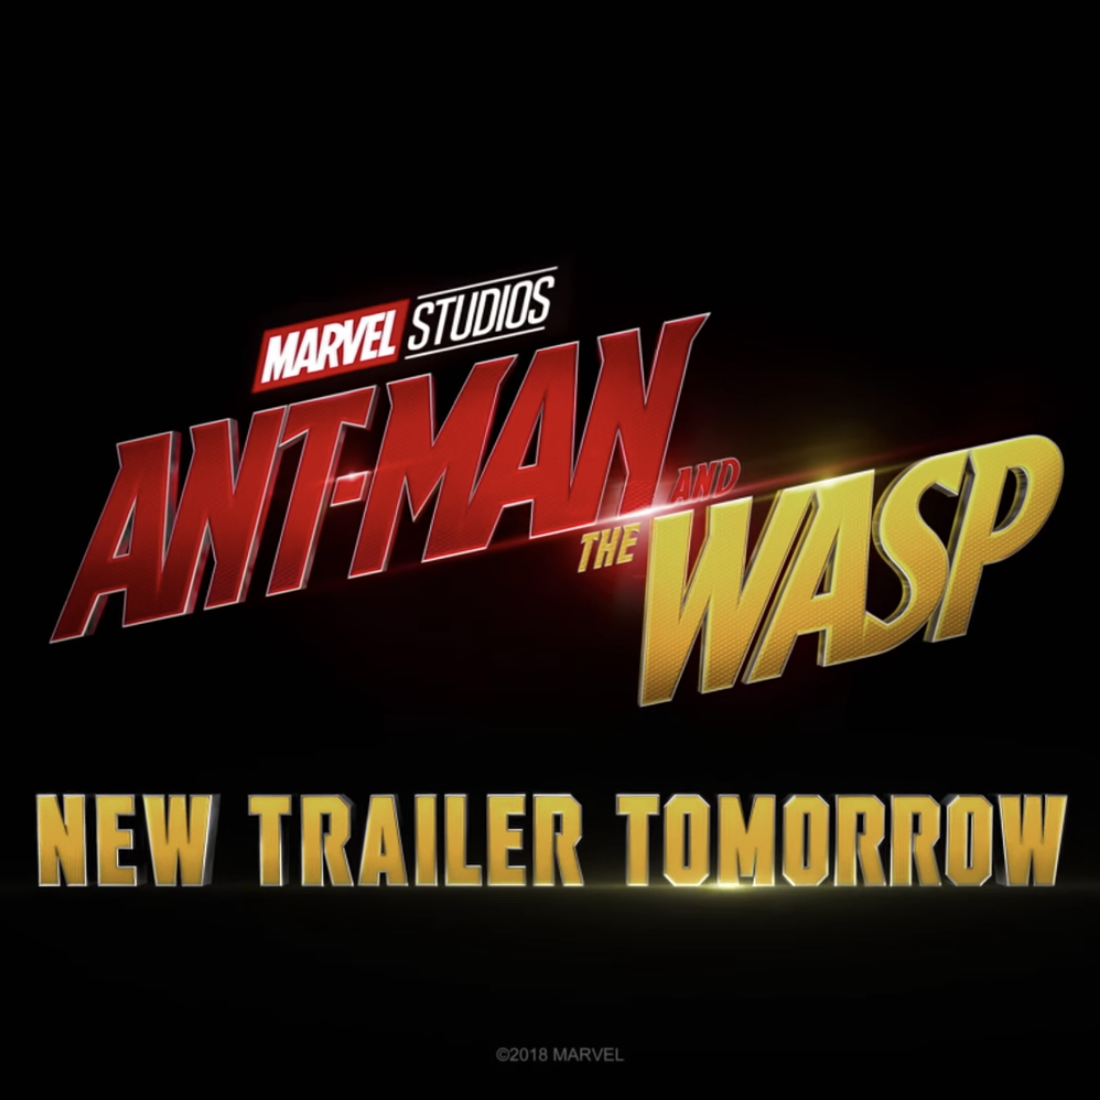 MARVEL STUDIOS
ANT-MAN
AND
THE WASP
NEW TRAILER TOMORROW
©2018 MARVEL